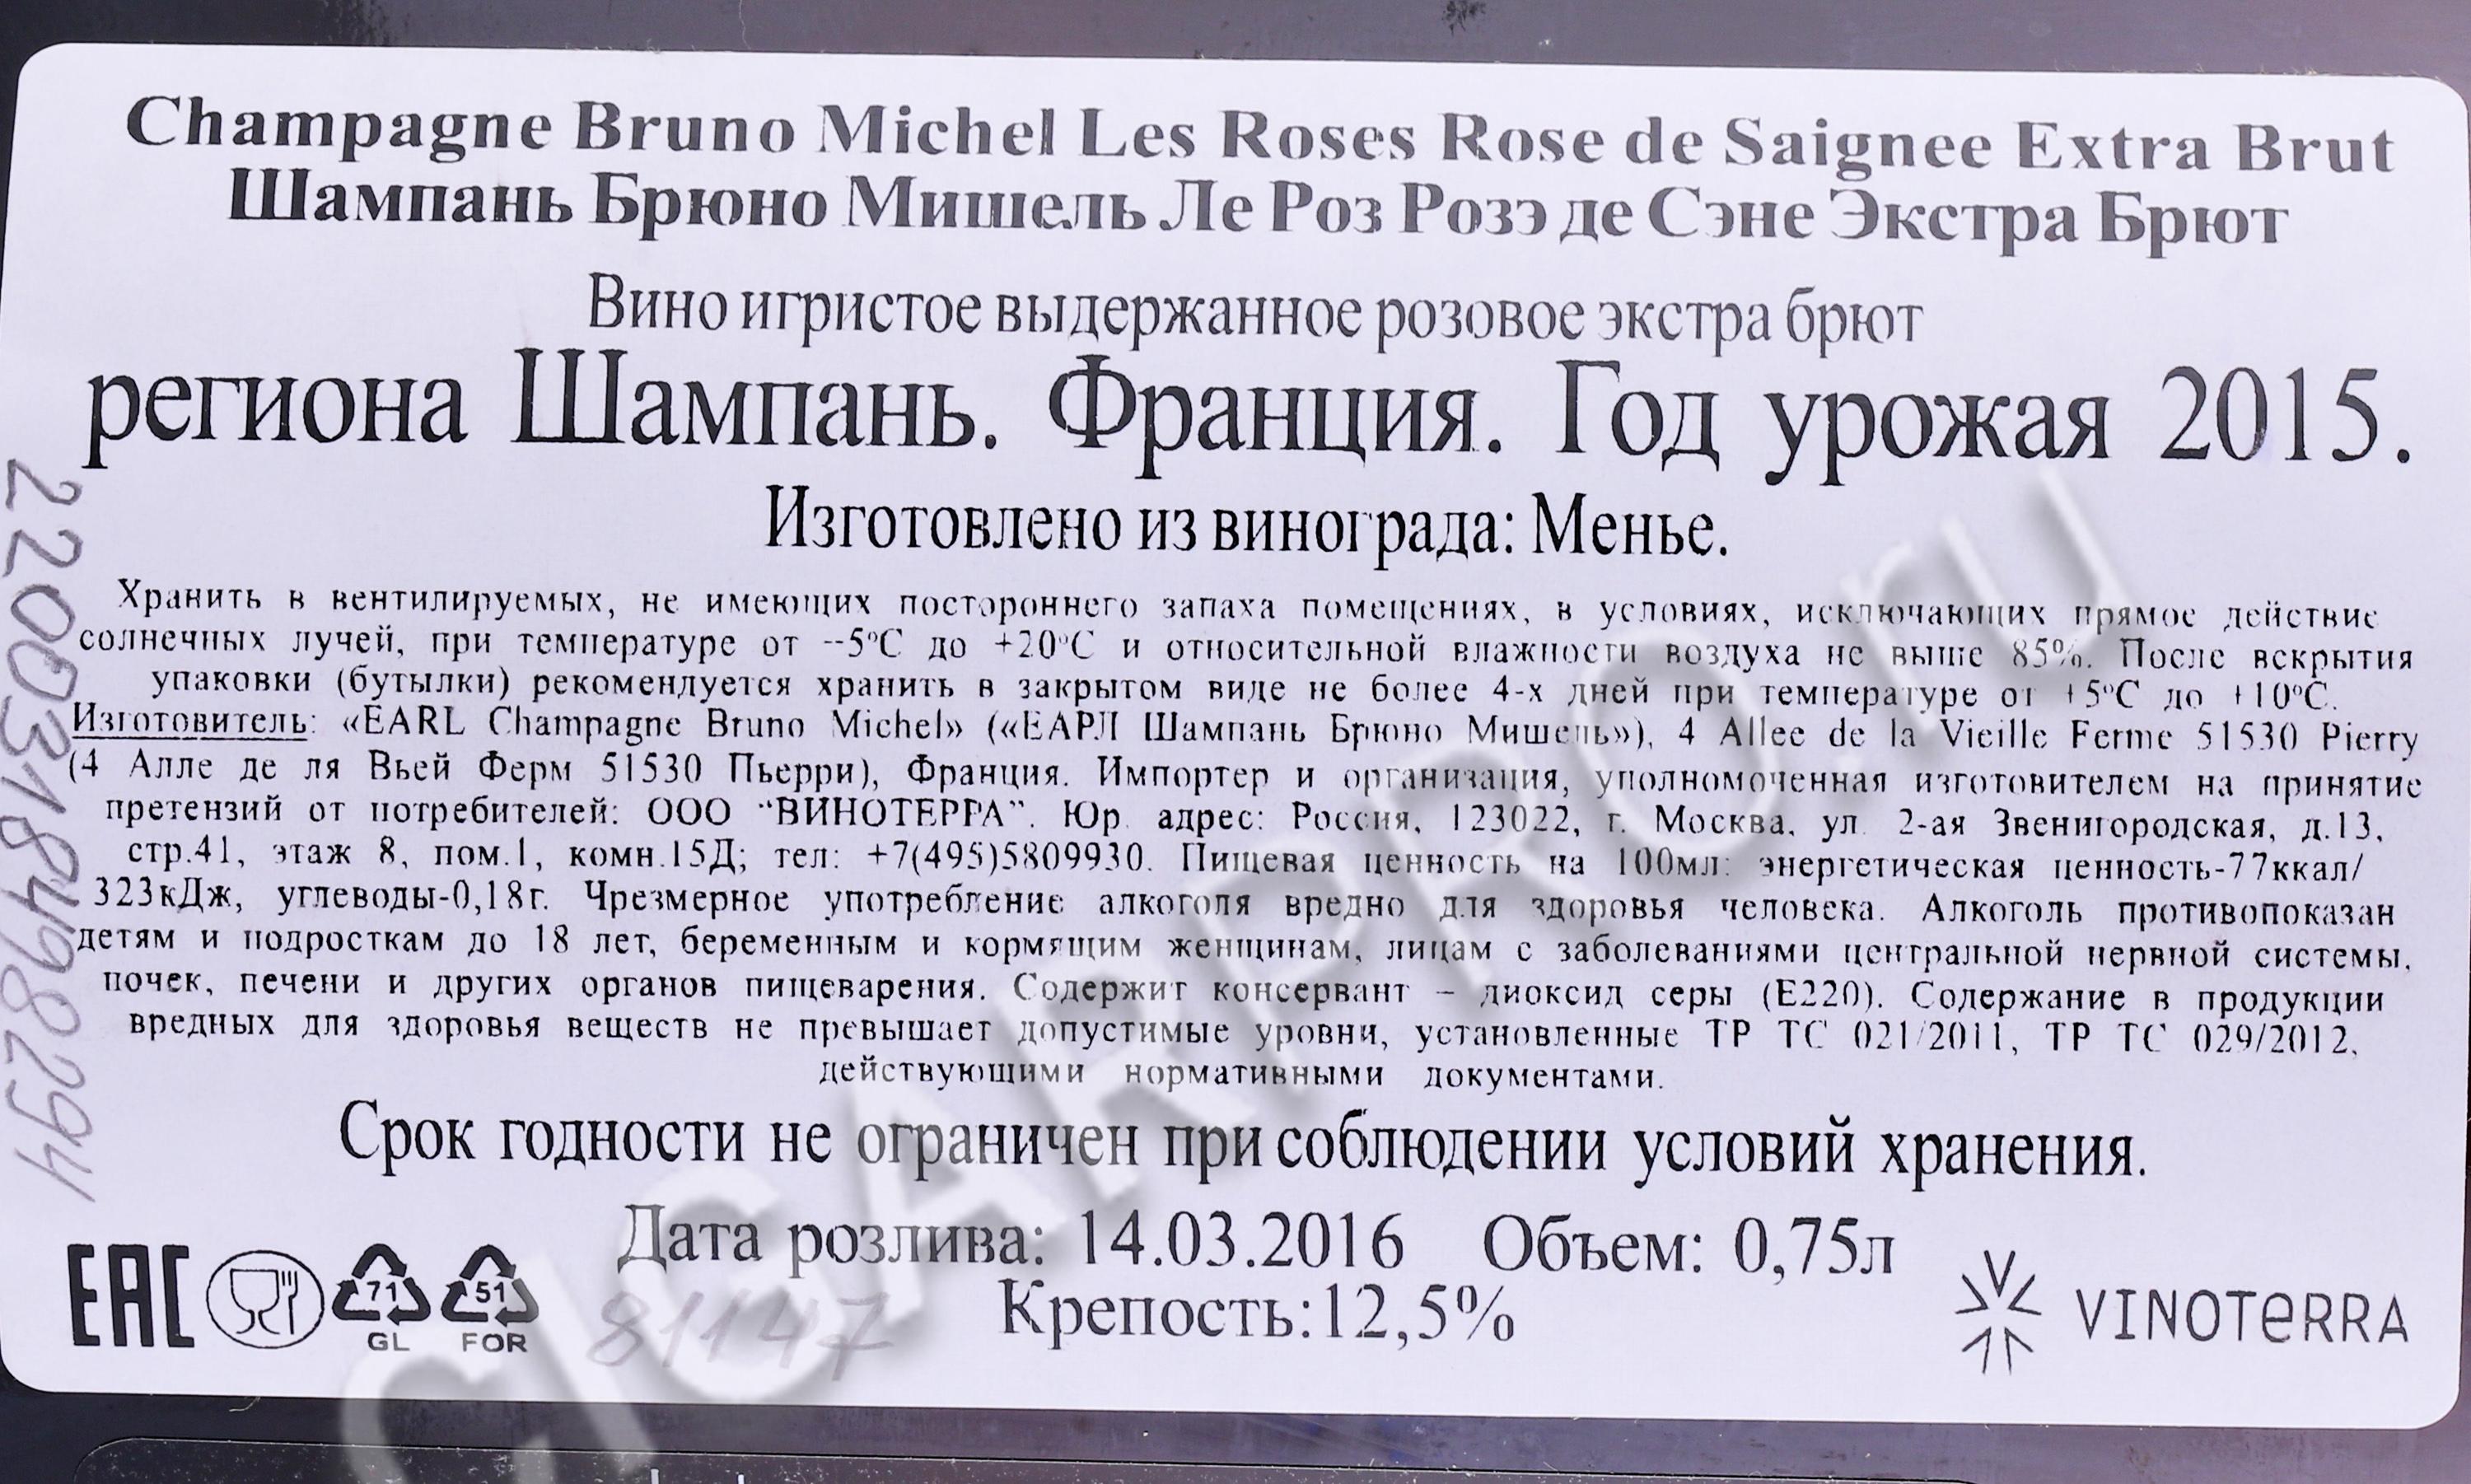 Champagne Bruno Michel Les Roses Rose de Saignee Extra Brut
Шампань Брюно Мишель Ле Роз Розэ де Сэне Экстра Брют
Вино игристое выдержанное розовое экстра брют
региона Шампань. Франция. Год урожая 2015.
Изготовлено из винограда: Менье.
Хранить в вентилируемых, не имеющих постороннего запаха помещениях, в условиях, исключающих прямое действие
солнечных лучей, при температуре от -5°С до +20°С и относительной влажности воздуха не выше 85%. После вскрытия
упаковки (бутылки) рекомендуется хранить в закрытом виде не более 4-х дней при температуре от +5°С до +10°С.
Изготовитель: «EARL Champagne Bruno Michel» («ЕАРЛ Шампань Брюно Мишель»), 4 Allee de la Vieille Ferme 51530 Pierry
(4 Алле де ля Вьей Ферм 51530 Пьерри), Франция. Импортер и организация, уполномоченная изготовителем на принятие
претензий от потребителей: ООО "ВИНОТЕРРА". Юр. адрес: Россия, 123022, г. Москва, ул. 2-ая Звенигородская, д.13,
стр.41, этаж 8, пом.1, комн.15Д; тел: +7(495)5809930. Пищевая ценность на 100мл: энергетическая ценность-77ккал/
323кДж, углеводы-0,18г. Чрезмерное употребление алкоголя вредно для здоровья человека. Алкоголь противопоказан
детям и подросткам до 18 лет, беременным и кормящим женщинам, лицам с заболеваниями центральной нервной системы,
почек, печени и других органов пищеварения. Содержит консервант – диоксид серы (Е220). Содержание в продукции
вредных для здоровья веществ не превышает допустимые уровни, установленные ТР ТС 021/2011, ТР ТС 029/2012,
действующими нормативными документами.
Срок годности не ограничен при соблюдении условий хранения.
Дата розлива: 14.03.2016 Объем: 0,75л
Крепость:12,5%
EAC
71
GL
51
FOR
81147
VINOTERRA
2200318498294
CIGARPRO.ru